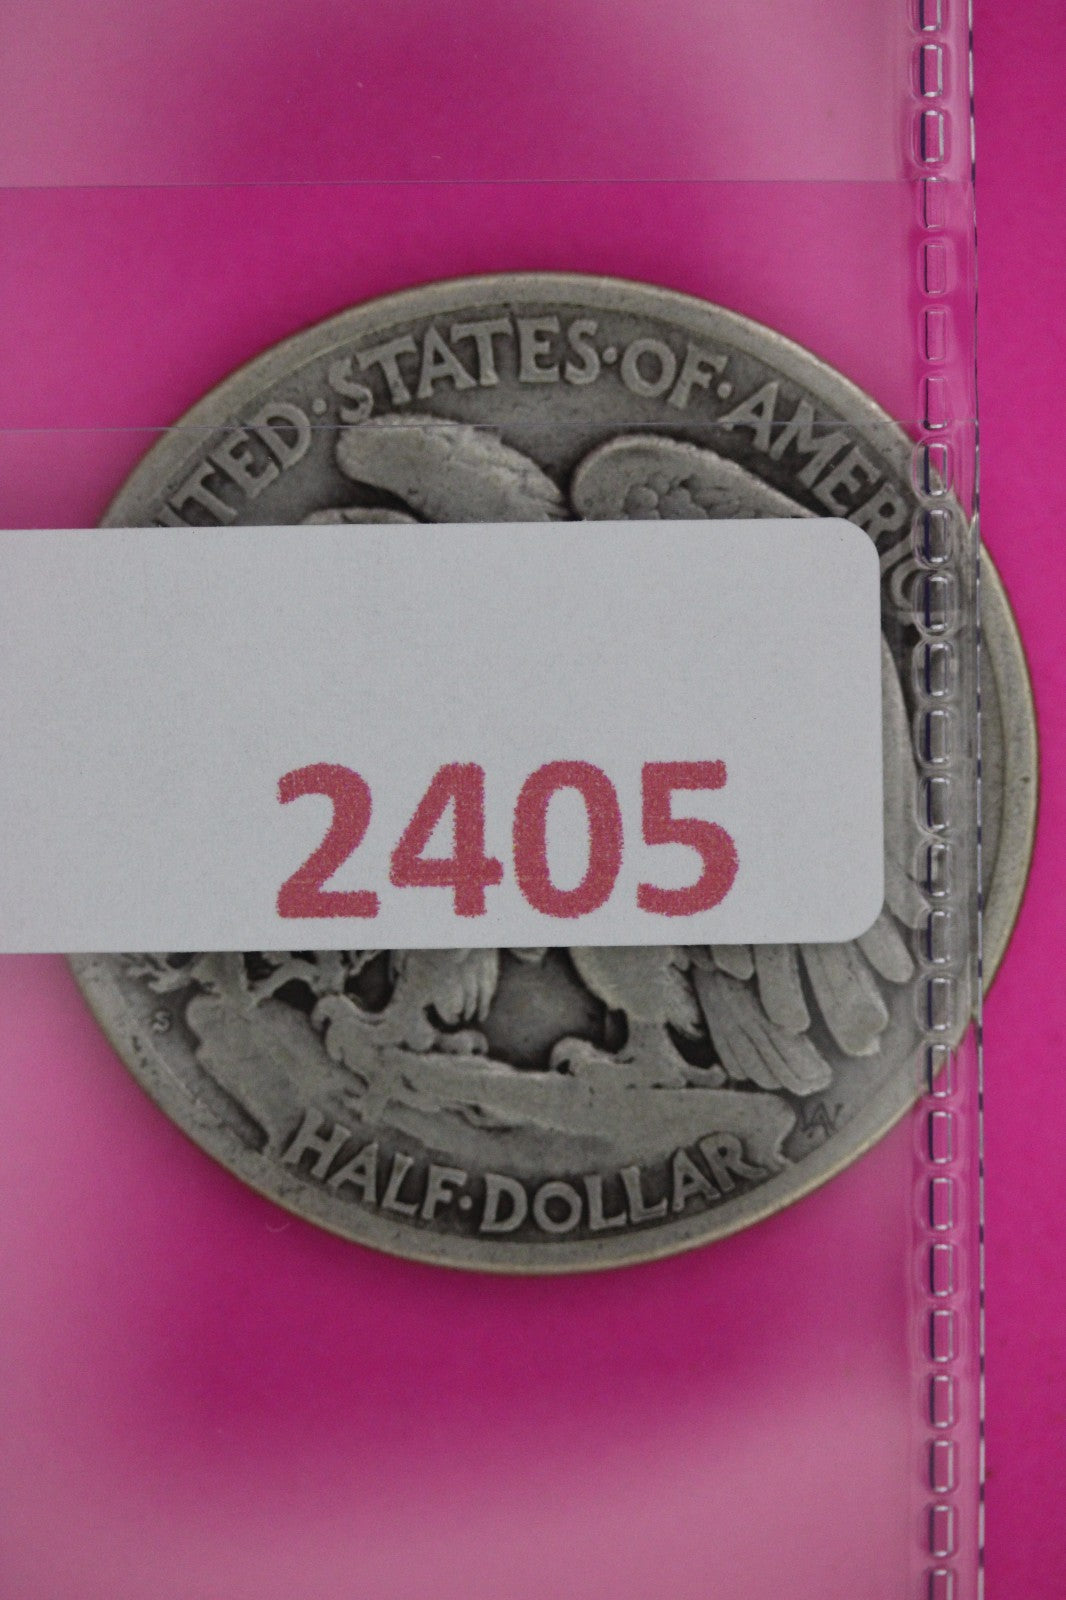 UNITED·STATES·OF·AMERICA
2405
S
HALF·DOLLAR